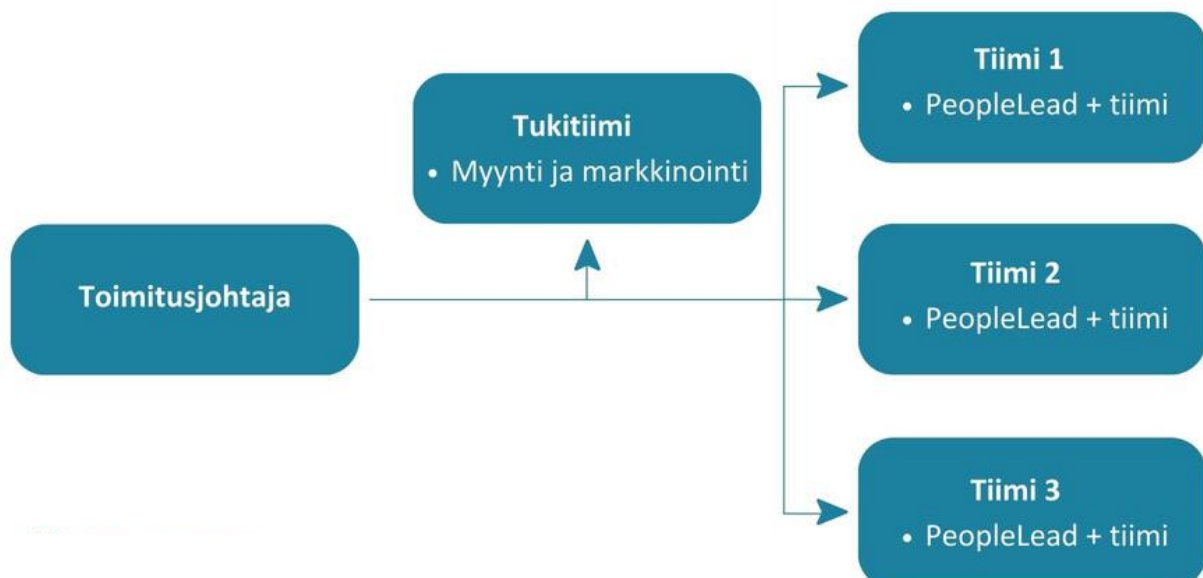 Toimitusjohtaja
Tukitiimi
• Myynti ja markkinointi
Tiimi 1
• PeopleLead + tiimi
Tiimi 2
• PeopleLead + tiimi
Tiimi 3
• PeopleLead + tiimi